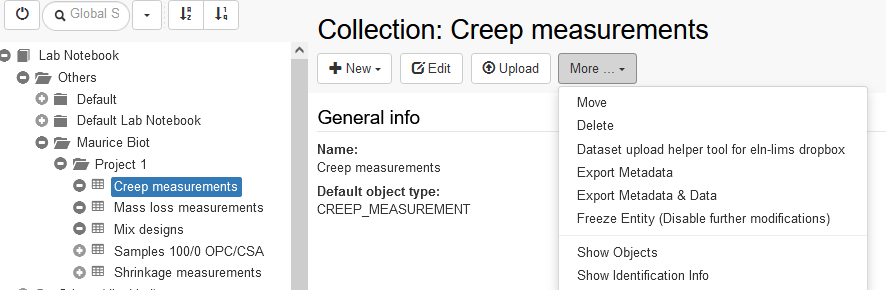 Global S
A
Z
1
9
Lab Notebook
Others
Default
Default Lab Notebook
Maurice Biot
Project 1
Creep measurements
Mass loss measurements
Mix designs
Samples 100/0 OPC/CSA
Shrinkage measurements
Collection: Creep measurements
New
Edit
Upload
More ...
General info
Name:
Creep measurements
Default object type:
CREEP_MEASUREMENT
Move
Delete
Dataset upload helper tool for eln-lims dropbox
Export Metadata
Export Metadata & Data
Freeze Entity (Disable further modifications)
Show Objects
Show Identification Info